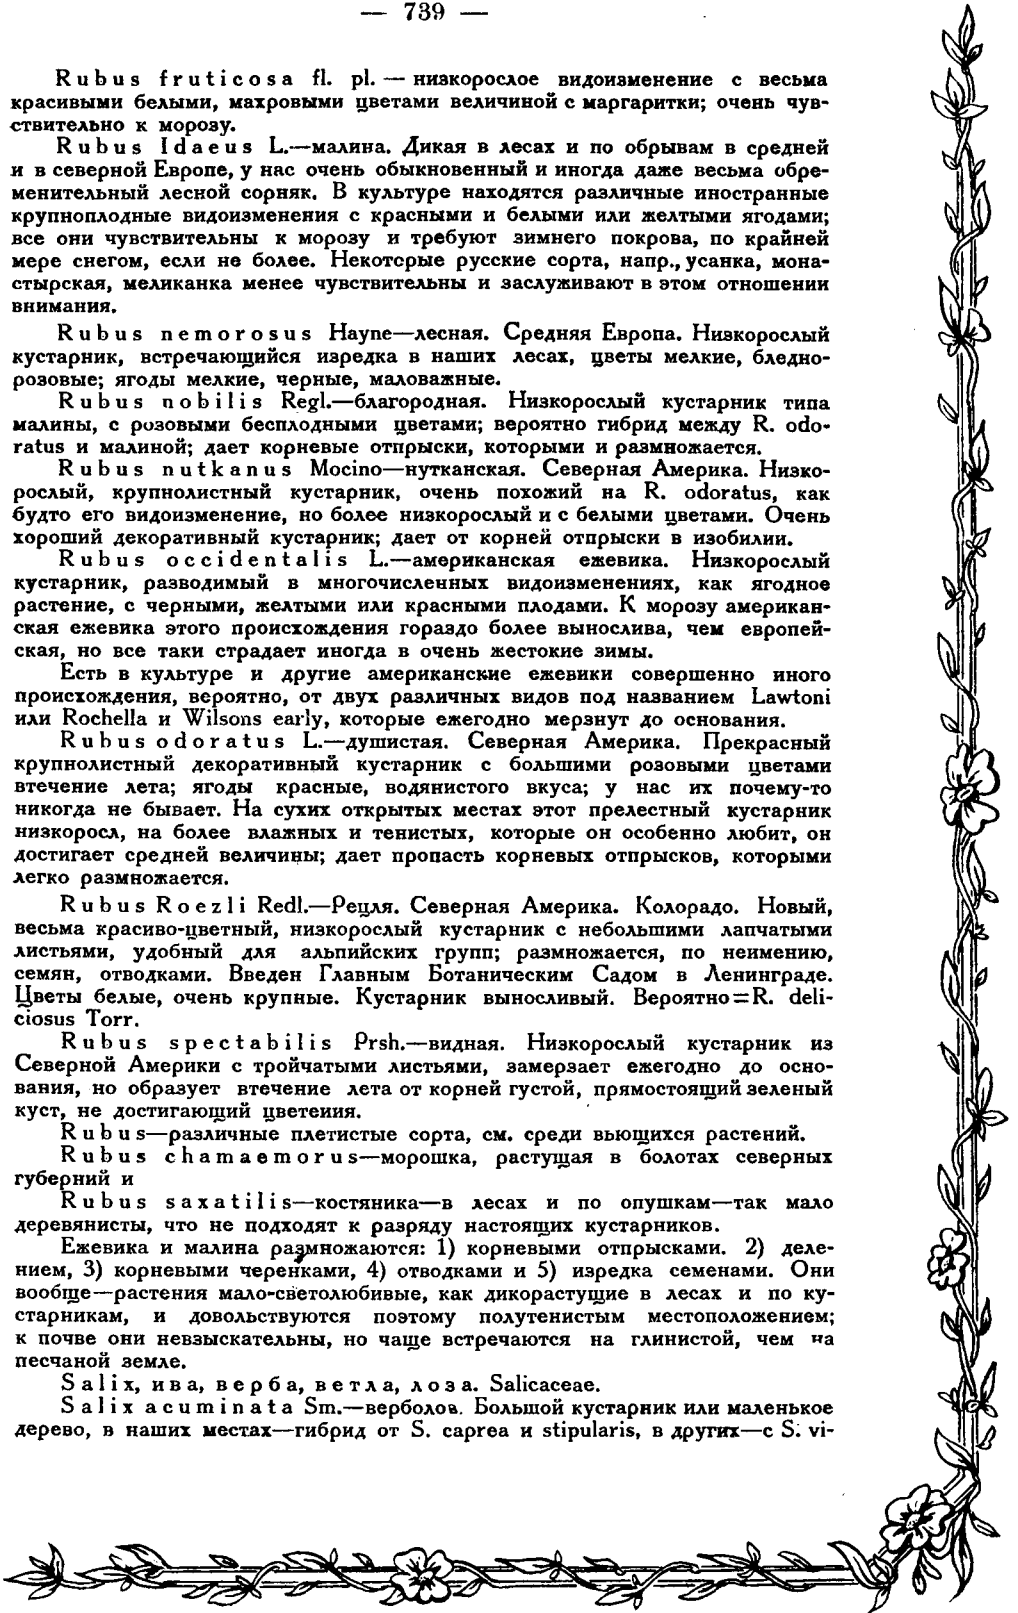 — 739 —
Rubus fruticosa fl. pl. — низкорослое видоизменение с весьма
красивыми белыми, махровыми цветами величиной с маргаритки; очень чув-
ствительно к морозу.
Rubus Idaeus L.—малина. Дикая в лесах и по обрывам в средней
и в северной Европе, у нас очень обыкновенный и иногда даже весьма обре-
менительный лесной сорняк. В культуре находятся различные иностранные
крупноплодные видоизменения с красными и белыми или желтыми ягодами;
все они чувствительны к морозу и требуют зимнего покрова, по крайней
мере снегом, если не более. Некоторые русские сорта, напр., усанка, мона-
стырская, меликанка менее чувствительны и заслуживают в этом отношении
внимания.
Rubus nemorosus Hayne—лесная. Средняя Европа. Низкорослый
кустарник, встречающийся изредка в наших лесах, цветы мелкие, бледно-
розовые; ягоды мелкие, черные, маловажные.
Rubus nobilis Regl.—благородная. Низкорослый кустарник типа
малины, с розовыми бесплодными цветами; вероятно гибрид между R. odo-
ratus и малиной; дает корневые отпрыски, которыми и размножается.
Rubus nutkanus Mocino—нутканская. Северная Америка. Низко-
рослый, крупнолистный кустарник, очень похожий на R. odoratus, как
будто его видоизменение, но более низкорослый и с белыми цветами. Очень
хороший декоративный кустарник; дает от корней отпрыски в изобилии.
Rubus occidentalis L.—американская ежевика. Низкорослый
кустарник, разводимый в многочисленных видоизменениях, как ягодное
растение, с черными, желтыми или красными плодами. К морозу американ-
ская ежевика этого происхождения гораздо более вынослива, чем европей-
ская, но все таки страдает иногда в очень жестокие зимы.
Есть в культуре и другие американские ежевики совершенно иного
происхождения, вероятно, от двух различных видов под названием Lawtoni
или Rochella и Wilsons early, которые ежегодно мерзнут до основания.
Rubus odoratus L.—душистая. Северная Америка. Прекрасный
крупнолистный декоративный кустарник с большими розовыми цветами
втечение лета; ягоды красные, водянистого вкуса; у нас их почему-то
никогда не бывает. На сухих открытых местах этот прелестный кустарник
низкоросл, на более влажных и тенистых, которые он особенно любит, он
достигает средней величины; дает пропасть корневых отпрысков, которыми
легко размножается.
Rubus Roezli Redl.—Рецля. Северная Америка. Колорадо. Новый,
весьма красиво-цветный, низкорослый кустарник с небольшими лапчатыми
листьями, удобный для альпийских групп; размножается, по неимению,
семян, отводками. Введен Главным Ботаническим Садом в Ленинграде.
Цветы белые, очень крупные. Кустарник выносливый. Вероятно=R. deli-
ciosus Torr.
Rubus spectabilis Prsh.—видная. Низкорослый кустарник из
Северной Америки с тройчатыми листьями, замерзает ежегодно до осно-
вания, но образует втечение лета от корней густой, прямостоящий зеленый
куст, не достигающий цветения.
Rubus—различные плетистые сорта, см. среди вьющихся растений.
Rubus chamaemorus—морошка, растущая в болотах северных
губерний и
Rubus saxatilis—костяника—в лесах и по опушкам—так мало
деревянисты, что не подходят к разряду настоящих кустарников.
Ежевика и малина размножаются: 1) корневыми отпрысками. 2) деле-
нием, 3) корневыми черенками, 4) отводками и 5) изредка семенами. Они
вообще—растения мало-светолюбивые, как дикорастущие в лесах и по ку-
старникам, и довольствуются поэтому полутенистым местоположением;
к почве они невзыскательны, но чаще встречаются на глинистой, чем на
песчаной земле.
Salix, ива, верба, ветла, лоза. Salicaceae.
Salix acuminata Sm.—верболов. Большой кустарник или маленькое
дерево, в наших местах—гибрид от S. caprea и stipularis, в других—с S. vi-